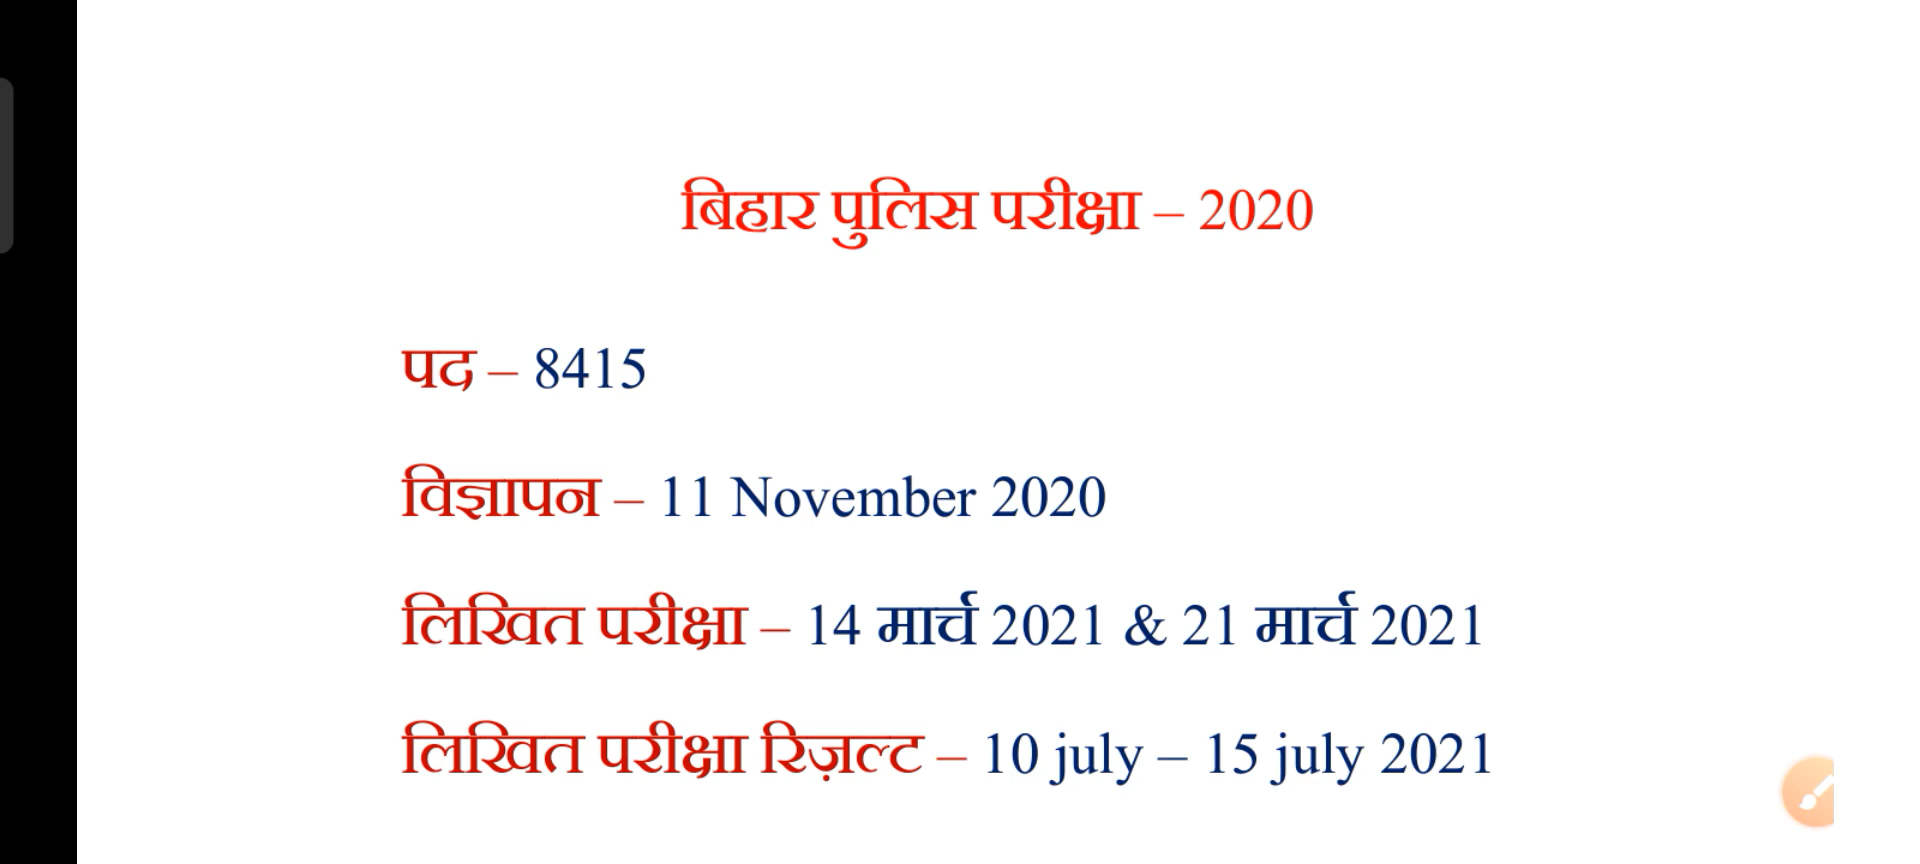 बिहार पुलिस परीक्षा – 2020
पद – 8415
विज्ञापन – 11 November 2020
लिखित परीक्षा – 14 मार्च 2021 & 21 मार्च 2021
लिखित परीक्षा रिज़ल्ट – 10 july – 15 july 2021